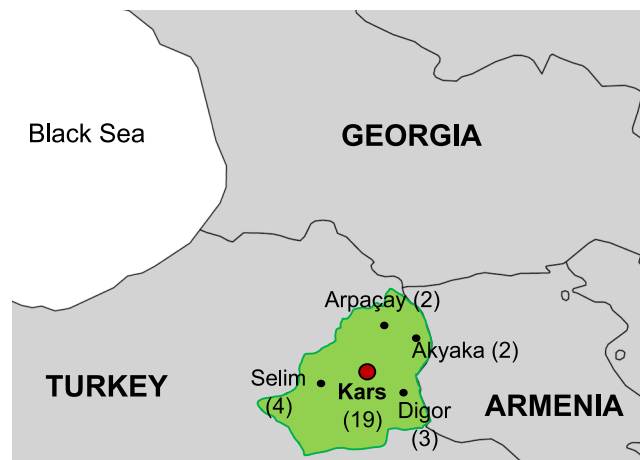 Black Sea
GEORGIA
Arpaçay (2)
Akyaka (2)
Selim
(4)
Kars
(19)
Digor
(3)
TURKEY
ARMENIA